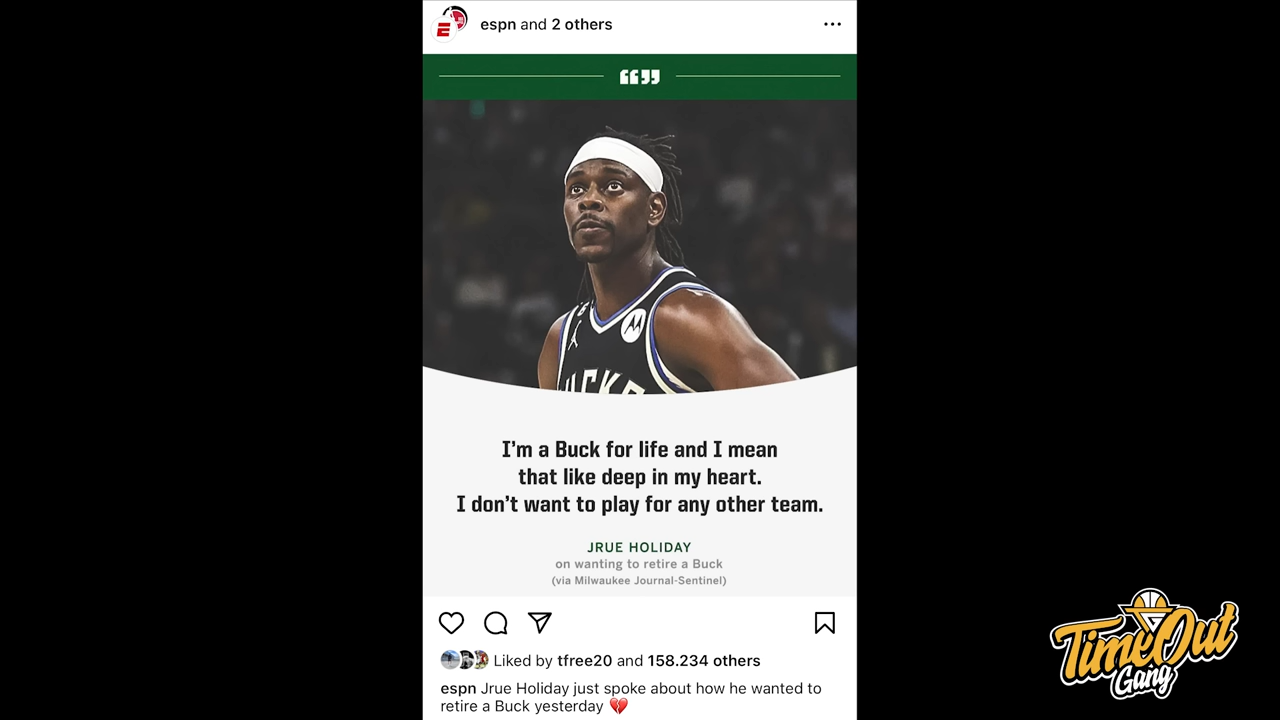 espn and 2 others
I'm a Buck for life and I mean
that like deep in my heart.
I don't want to play for any other team.
JRUE HOLIDAY
on wanting to retire a Buck
(via Milwaukee Journal-Sentinel)
Liked by tfree20 and 158.234 others
espn Jrue Holiday just spoke about how he wanted to
retire a Buck yesterday 💔
TimeOut
Gang